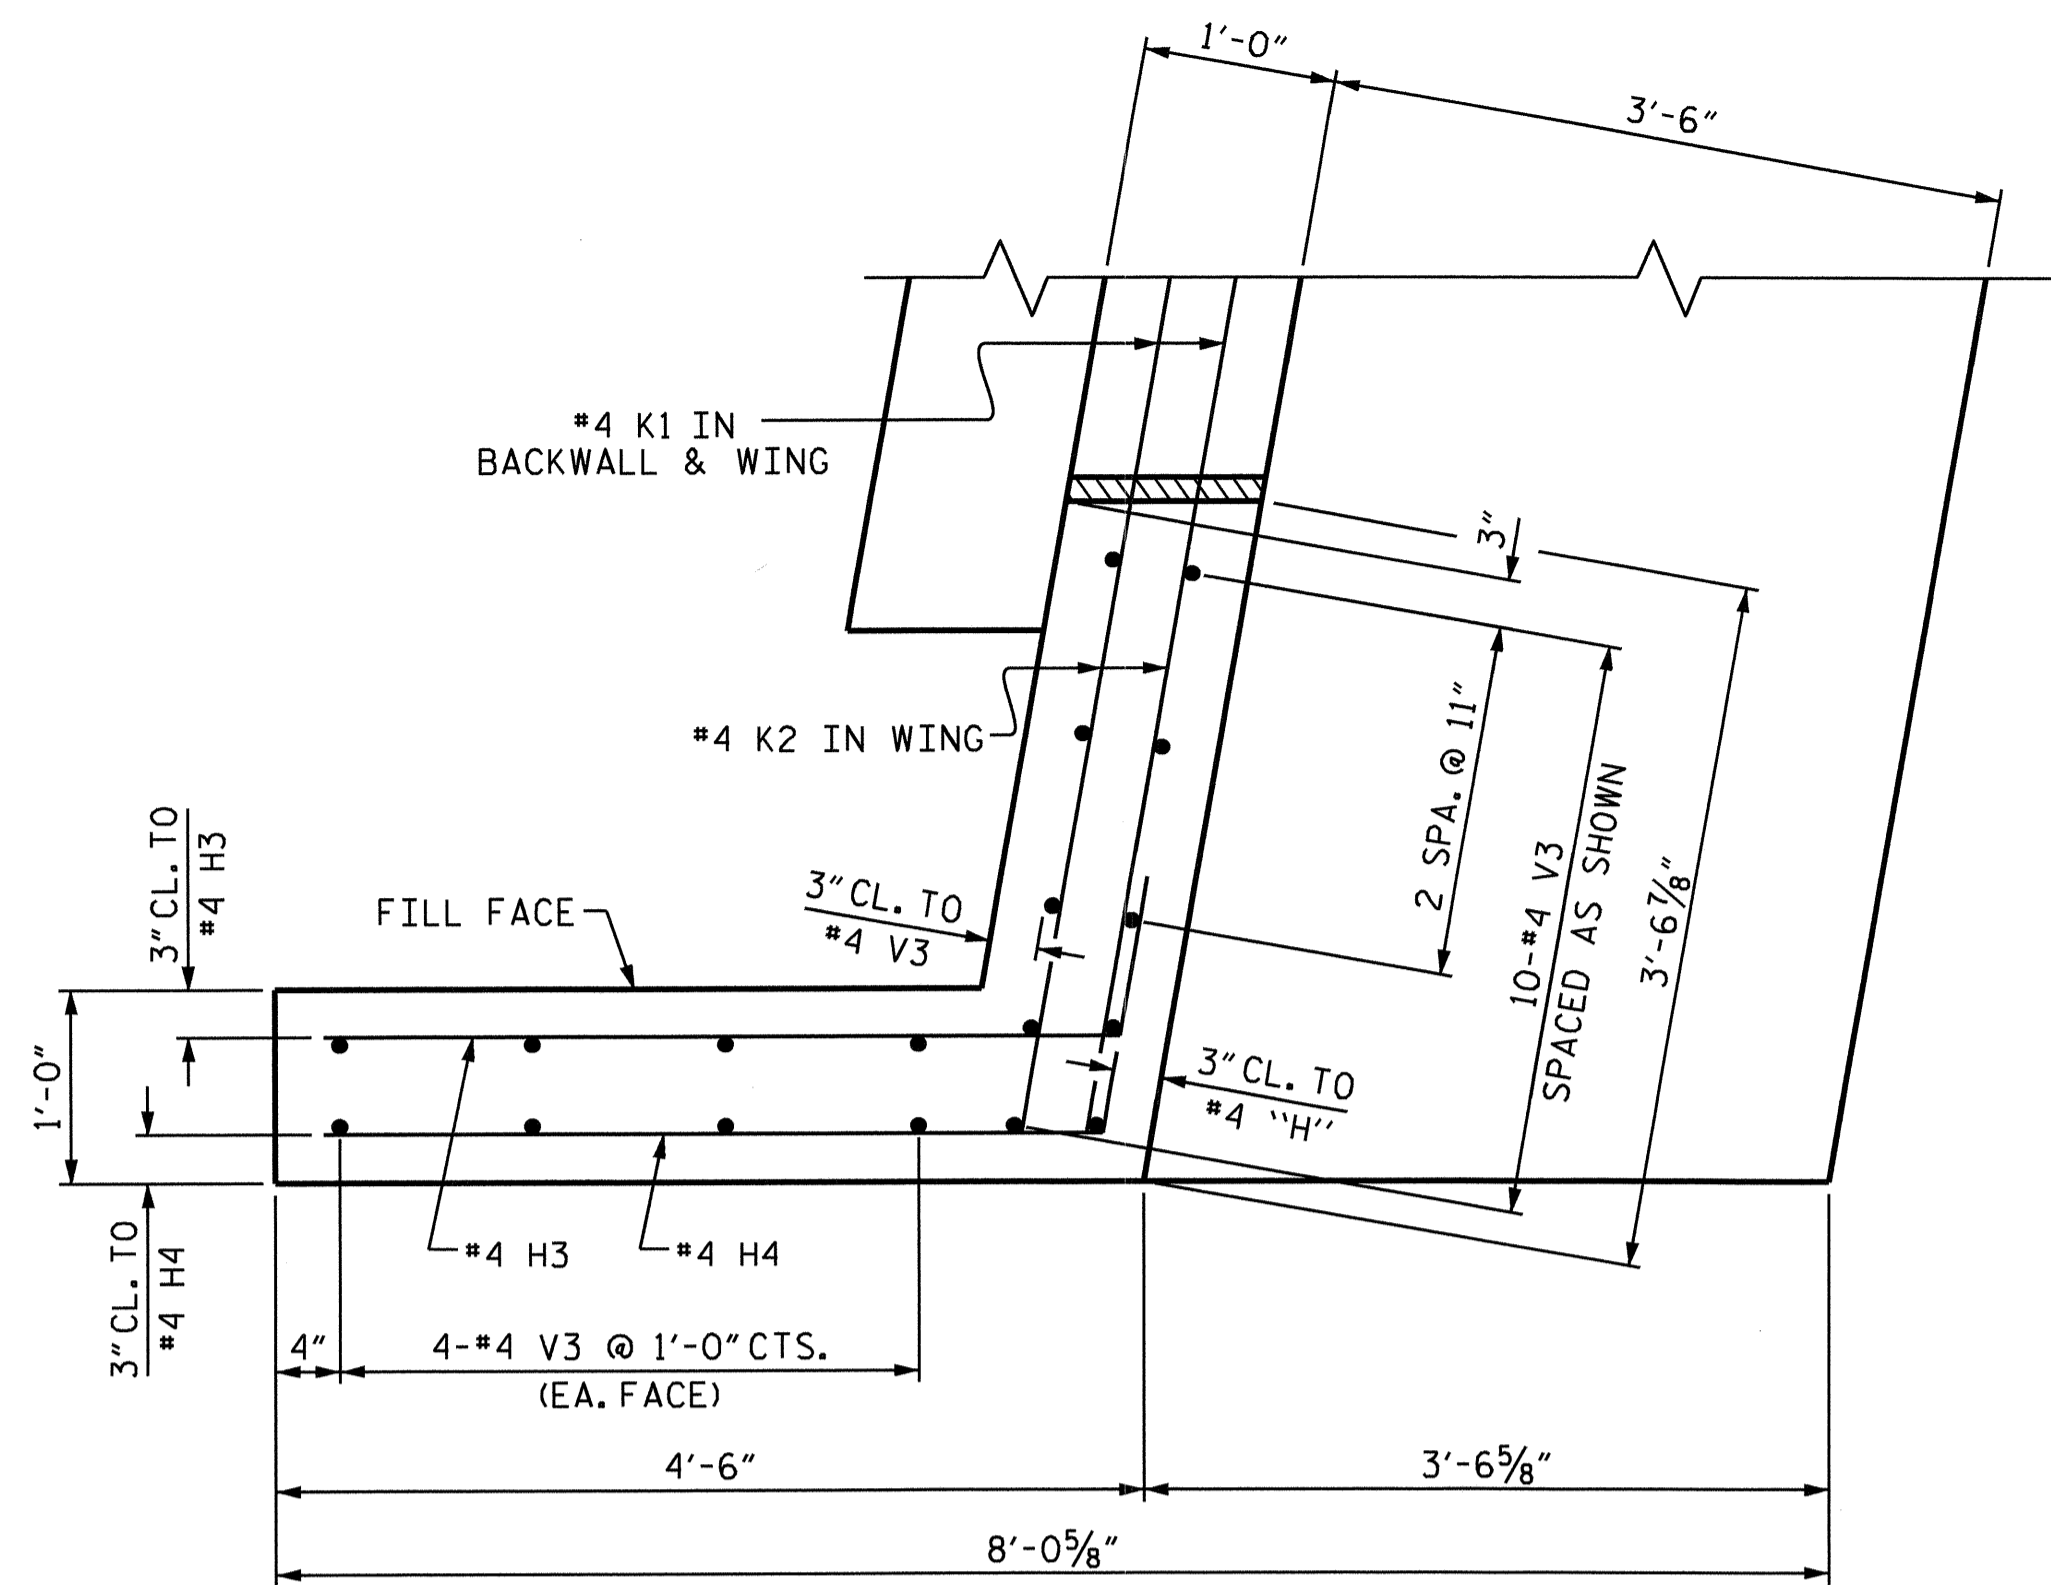 1'-0"
3'-6"
#4 K1 IN
BACKWALL & WING
3"
#4 K2 IN WING
2 SPA. @ 11"
10-#4 V3
SPACED AS SHOWN
3'-6⅞"
3" CL. TO
#4 H3
FILL FACE
3" CL. TO
#4 V3
1'-0"
3" CL. TO
#4 "H"
3" CL. TO
#4 H4
#4 H3
#4 H4
4"
4-#4 V3 @ 1'-0" CTS.
(EA. FACE)
4'-6"
3'-6⅝"
8'-0⅝"